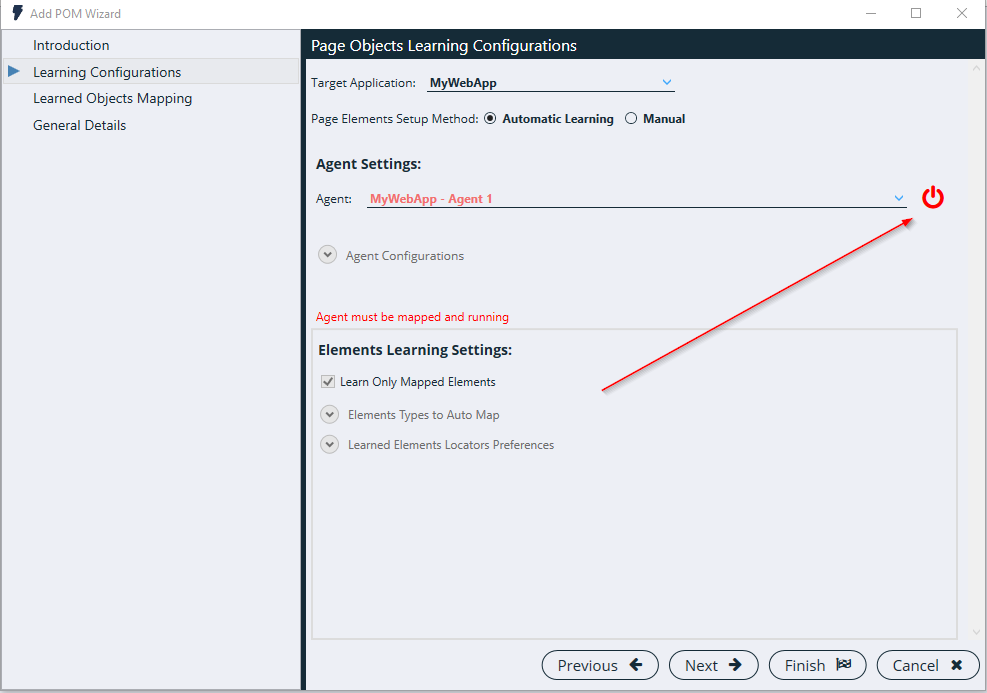 Add POM Wizard
Introduction
Learning Configurations
Learned Objects Mapping
General Details
Page Objects Learning Configurations
Target Application: MyWebApp
Page Elements Setup Method: Automatic Learning Manual
Agent Settings:
Agent: MyWebApp - Agent 1
Agent Configurations
Agent must be mapped and running
Elements Learning Settings:
Learn Only Mapped Elements
Elements Types to Auto Map
Learned Elements Locators Preferences
Previous Next Finish Cancel